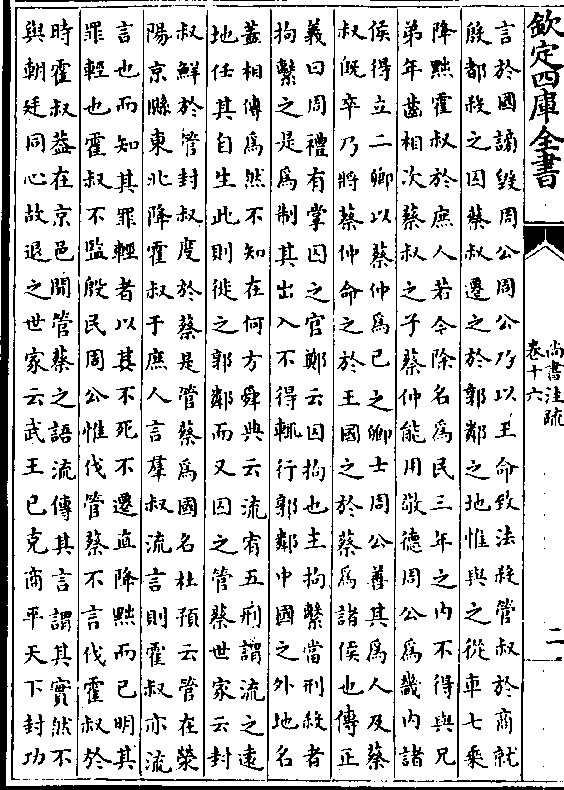 欽定四庫全書
尚書注疏
卷十六
二
言於國謗毀周公周公乃以王命致法殺管叔於商就
殷都殺之囚蔡叔遷之於郭鄰之地惟與之從車七乘
降黜霍叔於庶人若今除名為民三年之内不得與兄
弟年齒相次蔡叔之子蔡仲能用敬德周公為畿内諸
侯得立二卿以蔡仲為已之卿士周公善其為人及蔡
叔既卒乃將蔡仲命之於王國之於蔡為諸侯也傳正
義曰周禮有掌囚之官鄭云囚拘也主拘繫當刑殺者
拘繫之是為制其出入不得輒行郭鄰中國之外地名
蓋相傳為然不知在何方舜典云流宥五刑謂流之逺
地任其自生此則徙之郭鄰而又囚之管蔡世家云封
叔鮮於管封叔度於蔡是管蔡為國名杜預云管在滎
陽京縣東北降霍叔于庶人言羣叔流言則霍叔亦流
言也而知其罪輕者以其不死不遷直降黜而已明其
罪輕也霍叔不監殷民周公惟伐管蔡不言伐霍叔於
時霍叔蓋在京邑聞管蔡之語流傳其言謂其實然不
與朝廷同心故退之世家云武王已克商平天下封功